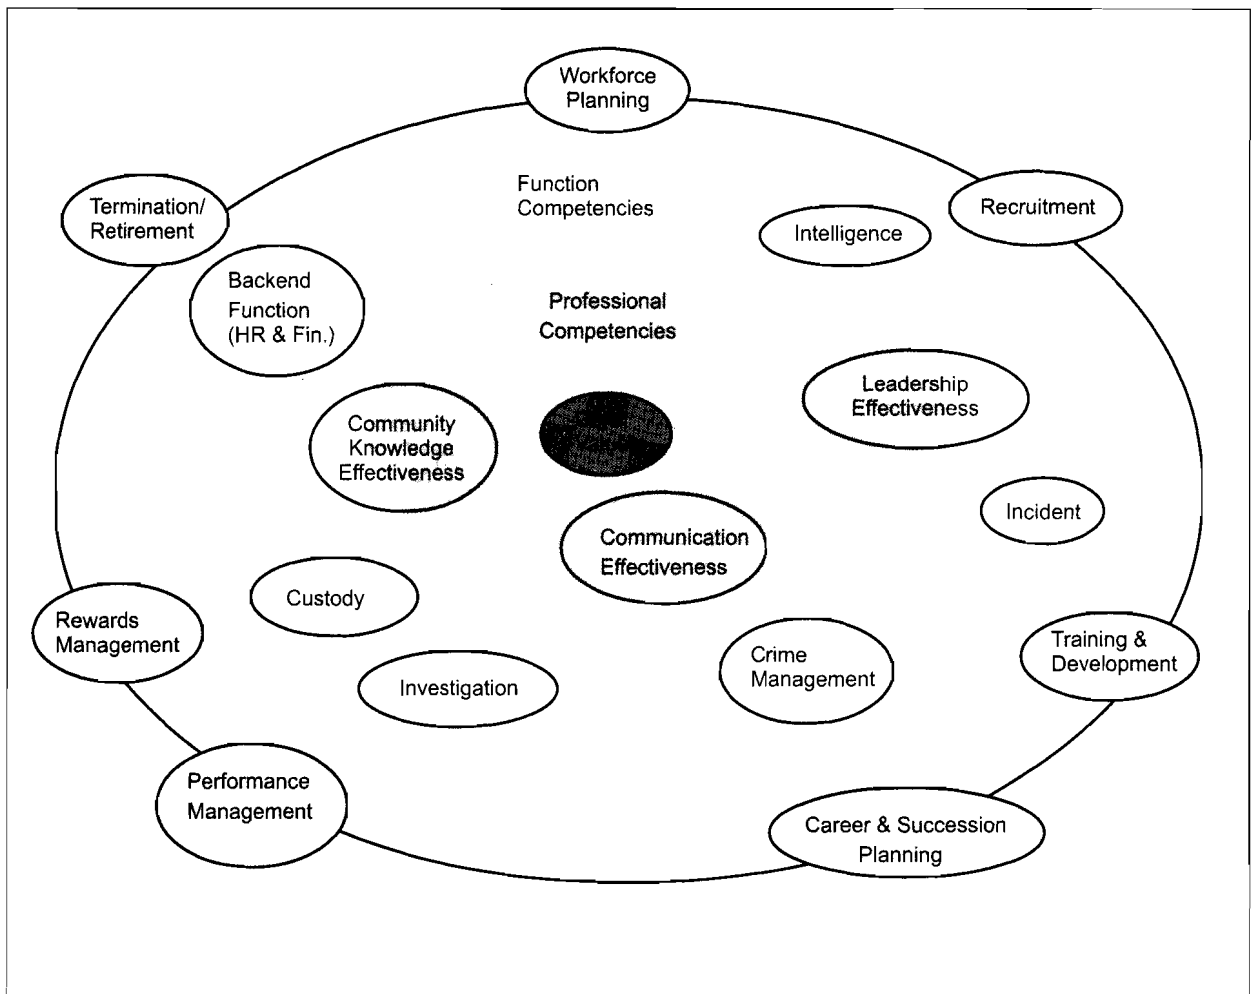 Workforce
Planning
Function
Competencies
Termination/
Retirement
Recruitment
Intelligence
Backend
Function
(HR & Fin.)
Professional
Competencies
Leadership
Effectiveness
Community
Knowledge
Effectiveness
Incident
Communication
Effectiveness
Custody
Rewards
Management
Training &
Development
Crime
Management
Investigation
Performance
Management
Career & Succession
Planning